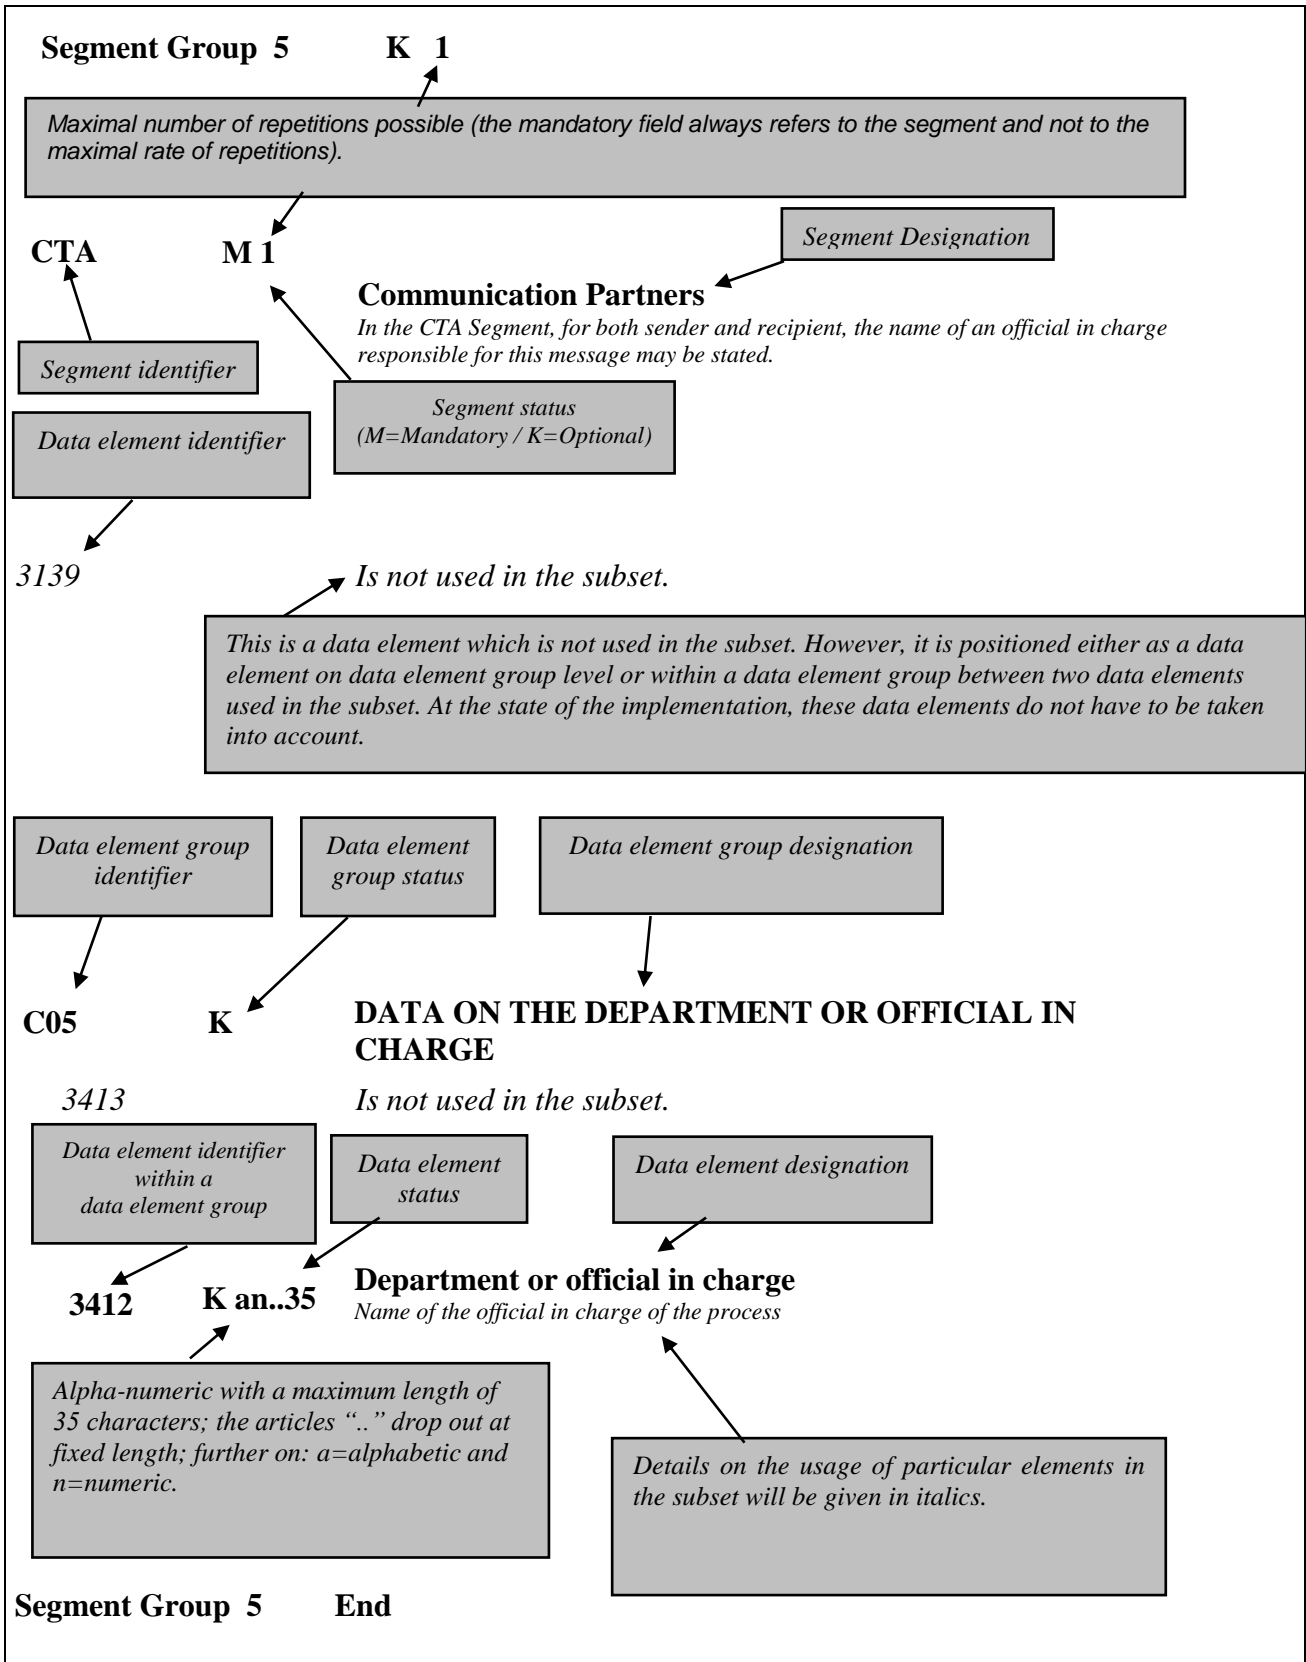 Segment Group 5 K 1
Maximal number of repetitions possible (the mandatory field always refers to the segment and not to the
maximal rate of repetitions).
Segment Designation
CTA M 1
Communication Partners
In the CTA Segment, for both sender and recipient, the name of an official in charge
responsible for this message may be stated.
Segment identifier
Segment status
(M=Mandatory / K=Optional)
Data element identifier
3139 Is not used in the subset.
This is a data element which is not used in the subset. However, it is positioned either as a data
element on data element group level or within a data element group between two data elements
used in the subset. At the state of the implementation, these data elements do not have to be taken
into account.
Data element group
identifier
Data element
group status
Data element group designation
C05 K DATA ON THE DEPARTMENT OR OFFICIAL IN
CHARGE
3413 Is not used in the subset.
Data element identifier
within a
data element group
Data element
status
Data element designation
3412 K an..35 Department or official in charge
Name of the official in charge of the process
Alpha-numeric with a maximum length of
35 characters; the articles “..” drop out at
fixed length; further on: a=alphabetic and
n=numeric.
Details on the usage of particular elements in
the subset will be given in italics.
Segment Group 5 End